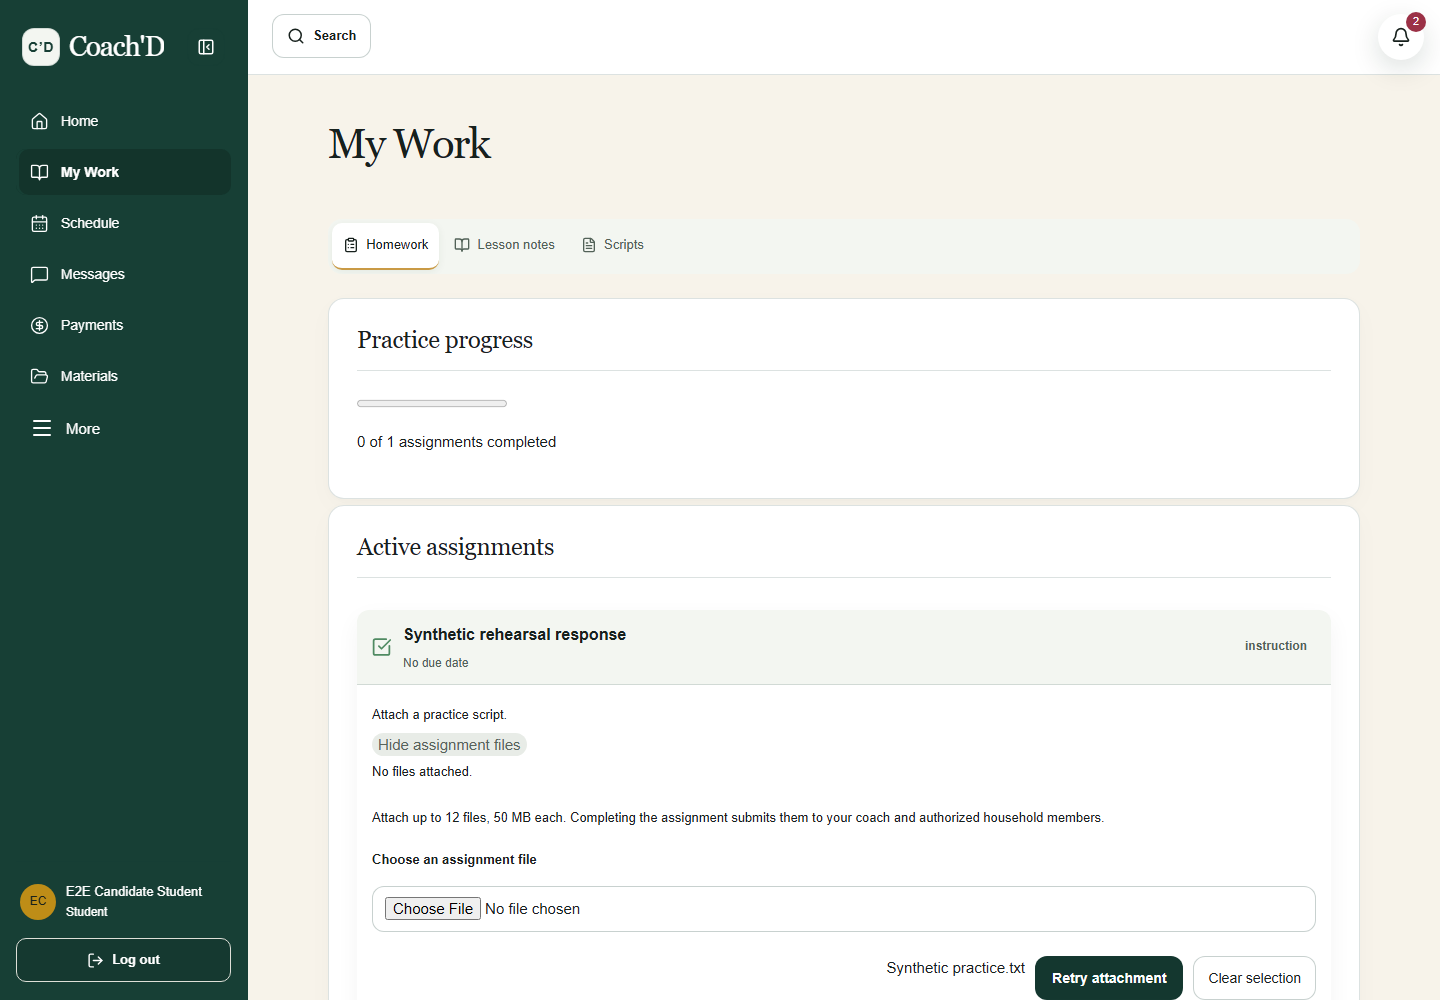 C'D Coach'D
Search
2
Home
My Work
Schedule
Messages
Payments
Materials
More
EC
E2E Candidate Student
Student
Log out
My Work
Homework
Lesson notes
Scripts
Practice progress
0 of 1 assignments completed
Active assignments
Synthetic rehearsal response
No due date
instruction
Attach a practice script.
Hide assignment files
No files attached.
Attach up to 12 files, 50 MB each. Completing the assignment submits them to your coach and authorized household members.
Choose an assignment file
Choose File No file chosen
Synthetic practice.txt
Retry attachment
Clear selection